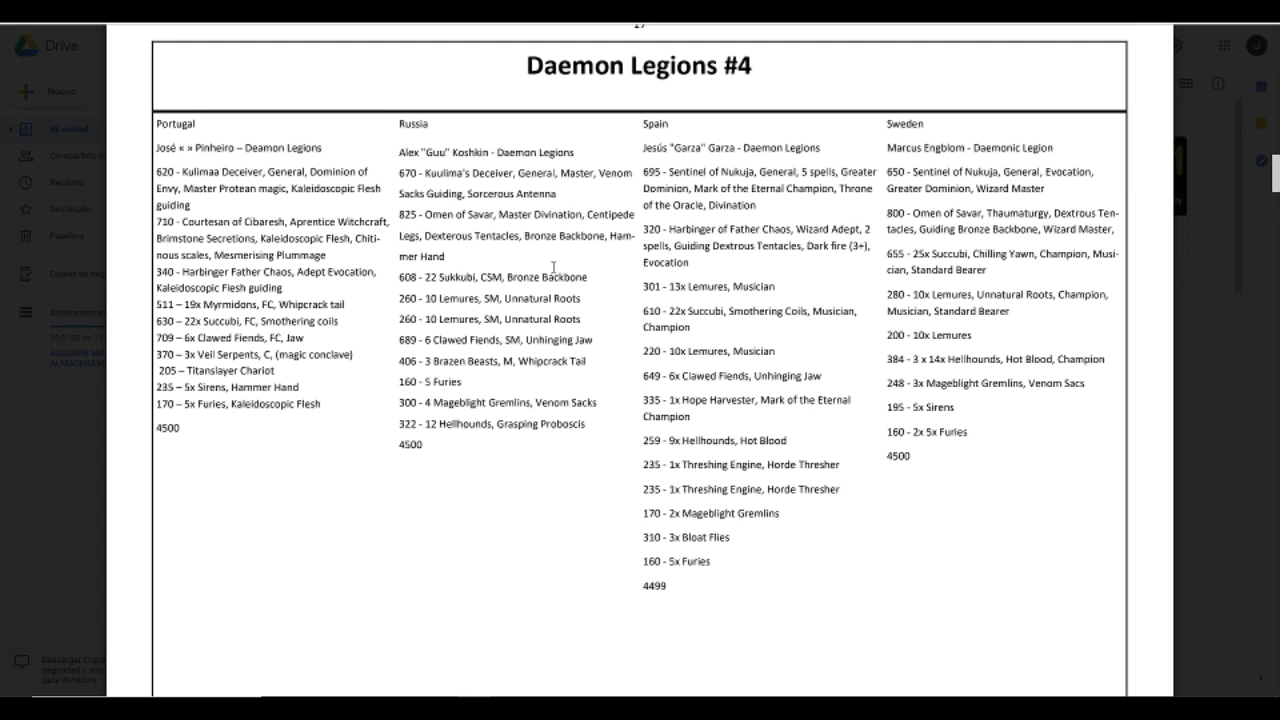 Drive
J
Nuevo
Mi unidad
Compartido co
Reciente
Destacado
Papelera
Copias de seg
Daemon Legions #4
Portugal
José « » Pinheiro – Deamon Legions
620 - Kulimaa Deceiver, General, Dominion of
Envy, Master Protean magic, Kaleidoscopic Flesh
guiding
710 - Courtesan of Cibaresh, Aprentice Witchcraft,
Brimstone Secretions, Kaleidoscopic Flesh, Chiti-
nous scales, Mesmerising Plummage
340 - Harbinger Father Chaos, Adept Evocation,
Kaleidoscopic Flesh guiding
511 – 19x Myrmidons, FC, Whipcrack tail
630 – 22x Succubi, FC, Smothering coils
709 – 6x Clawed Fiends, FC, Jaw
370 – 3x Veil Serpents, C, (magic conclave)
205 – Titanslayer Chariot
235 – 5x Sirens, Hammer Hand
170 – 5x Furies, Kaleidoscopic Flesh
4500
Russia
Alex "Guu" Koshkin - Daemon Legions
670 - Kuulima's Deceiver, General, Master, Venom
Sacks Guiding, Sorcerous Antenna
825 - Omen of Savar, Master Divination, Centipede
Legs, Dexterous Tentacles, Bronze Backbone, Ham-
mer Hand
608 - 22 Sukkubi, CSM, Bronze Backbone
260 - 10 Lemures, SM, Unnatural Roots
260 - 10 Lemures, SM, Unnatural Roots
689 - 6 Clawed Fiends, SM, Unhinging Jaw
406 - 3 Brazen Beasts, M, Whipcrack Tail
160 - 5 Furies
300 - 4 Mageblight Gremlins, Venom Sacks
322 - 12 Hellhounds, Grasping Proboscis
4500
Spain
Jesús "Garza" Garza - Daemon Legions
695 - Sentinel of Nukuja, General, 5 spells, Greater
Dominion, Mark of the Eternal Champion, Throne
of the Oracle, Divination
320 - Harbinger of Father Chaos, Wizard Adept, 2
spells, Guiding Dextrous Tentacles, Dark fire (3+),
Evocation
301 - 13x Lemures, Musician
610 - 22x Succubi, Smothering Coils, Musician,
Champion
220 - 10x Lemures, Musician
649 - 6x Clawed Fiends, Unhinging Jaw
335 - 1x Hope Harvester, Mark of the Eternal
Champion
259 - 9x Hellhounds, Hot Blood
235 - 1x Threshing Engine, Horde Thresher
235 - 1x Threshing Engine, Horde Thresher
170 - 2x Mageblight Gremlins
310 - 3x Bloat Flies
160 - 5x Furies
4499
Sweden
Marcus Engblom - Daemonic Legion
650 - Sentinel of Nukuja, General, Evocation,
Greater Dominion, Wizard Master
800 - Omen of Savar, Thaumaturgy, Dextrous Ten-
tacles, Guiding Bronze Backbone, Wizard Master,
655 - 25x Succubi, Chilling Yawn, Champion, Musi-
cian, Standard Bearer
280 - 10x Lemures, Unnatural Roots, Champion,
Musician, Standard Bearer
200 - 10x Lemures
384 - 3 x 14x Hellhounds, Hot Blood, Champion
248 - 3x Mageblight Gremlins, Venom Sacs
195 - 5x Sirens
160 - 2x 5x Furies
4500